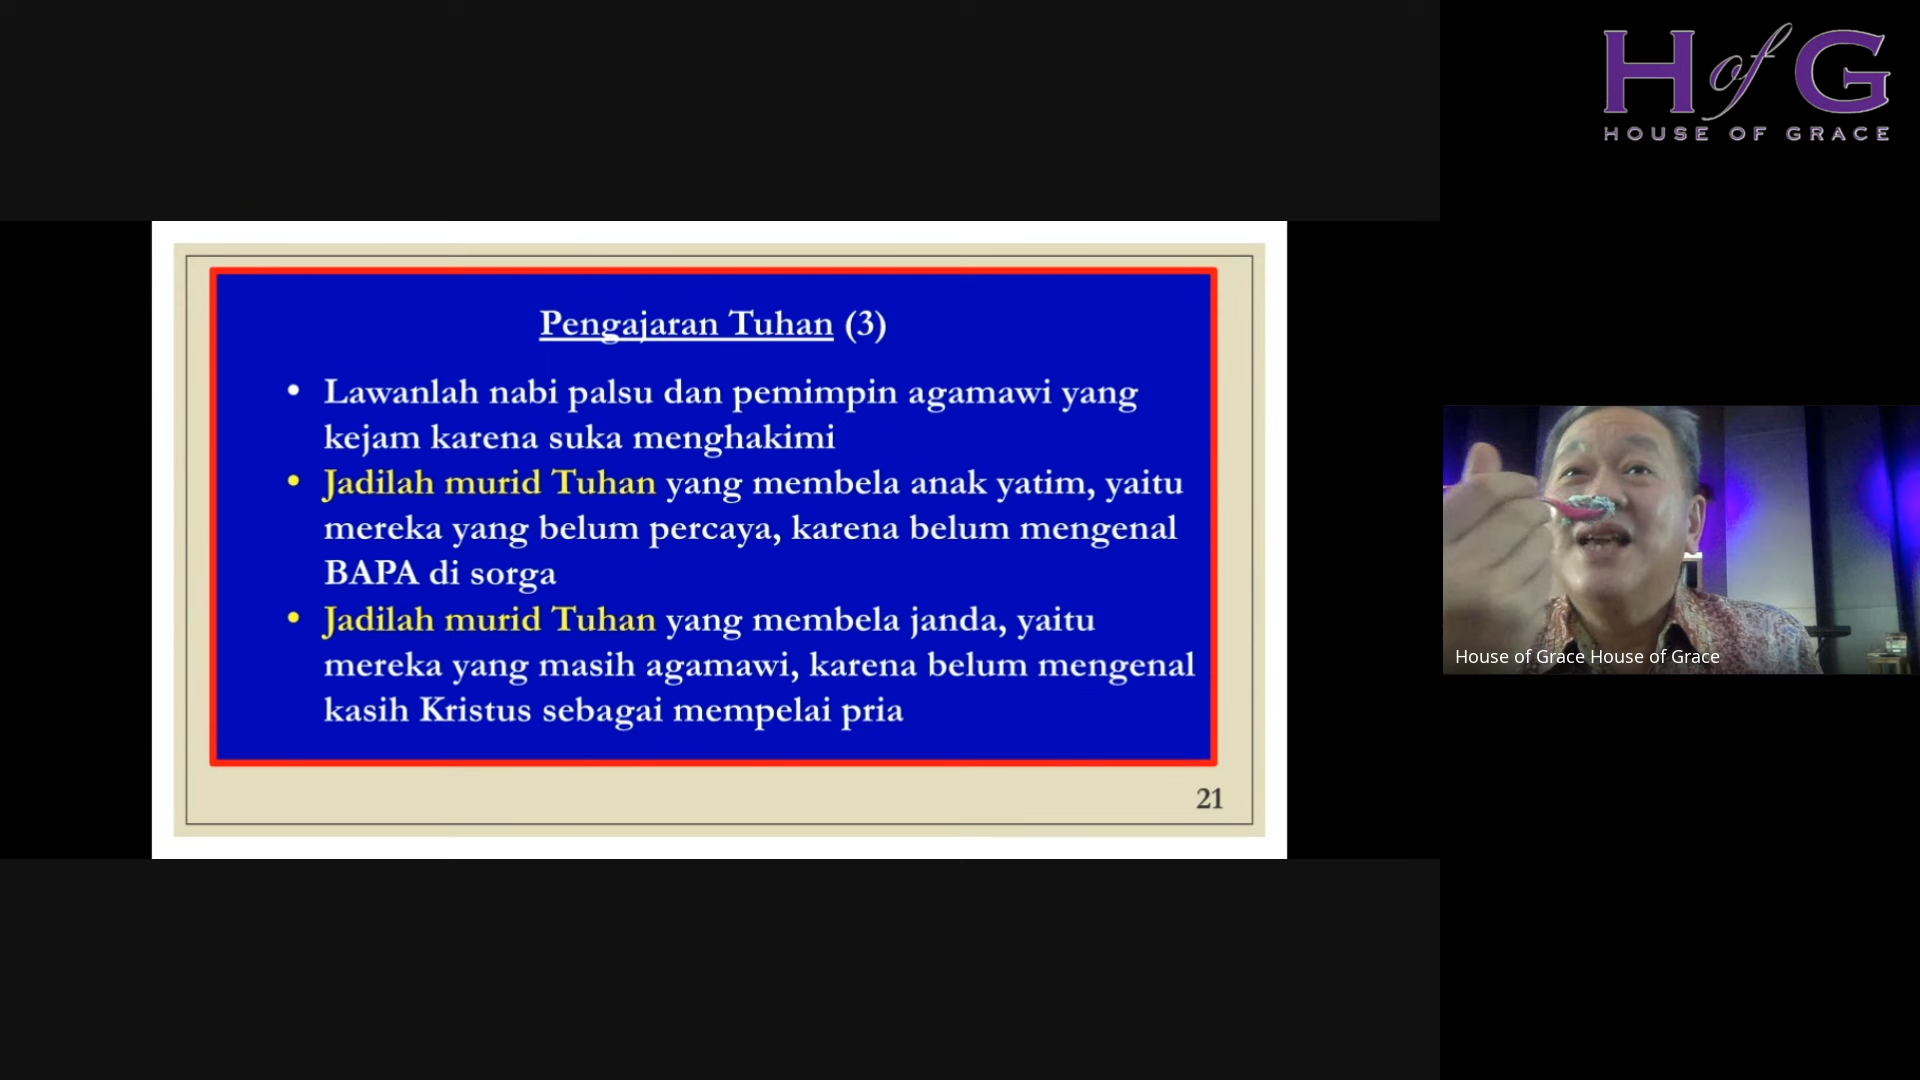 H of G
HOUSE OF GRACE
Pengajaran Tuhan (3)
• Lawanlah nabi palsu dan pemimpin agamawi yang
kejam karena suka menghakimi
• Jadilah murid Tuhan yang membela anak yatim, yaitu
mereka yang belum percaya, karena belum mengenal
BAPA di sorga
• Jadilah murid Tuhan yang membela janda, yaitu
mereka yang masih agamawi, karena belum mengenal
kasih Kristus sebagai mempelai pria
21
House of Grace House of Grace